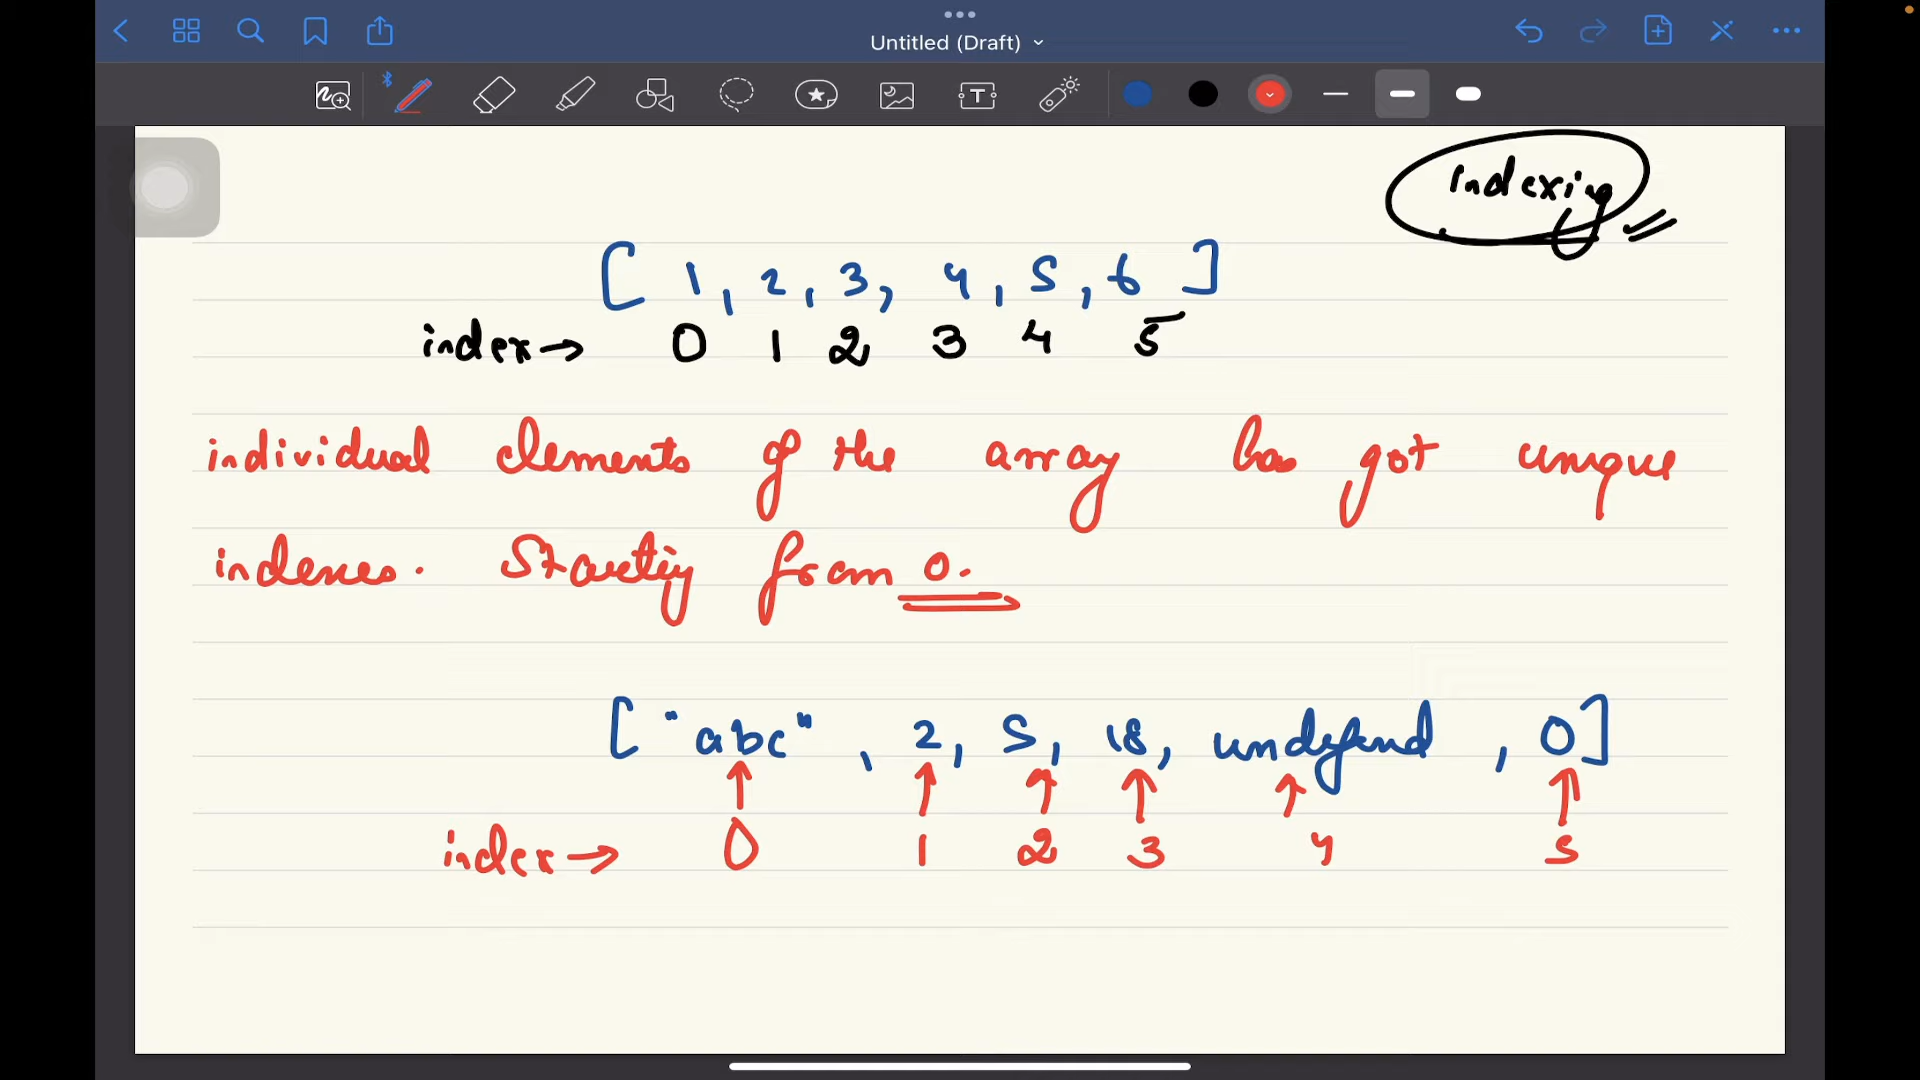 Untitled (Draft)
Indexing
[ 1, 2, 3, 4, 5, 6 ]
index → 0 1 2 3 4 5
individual elements of the array has got unique
indexes. Starting from 0.
["abc", 2, 5, 18, undefined, 0]
index → 0 1 2 3 4 5